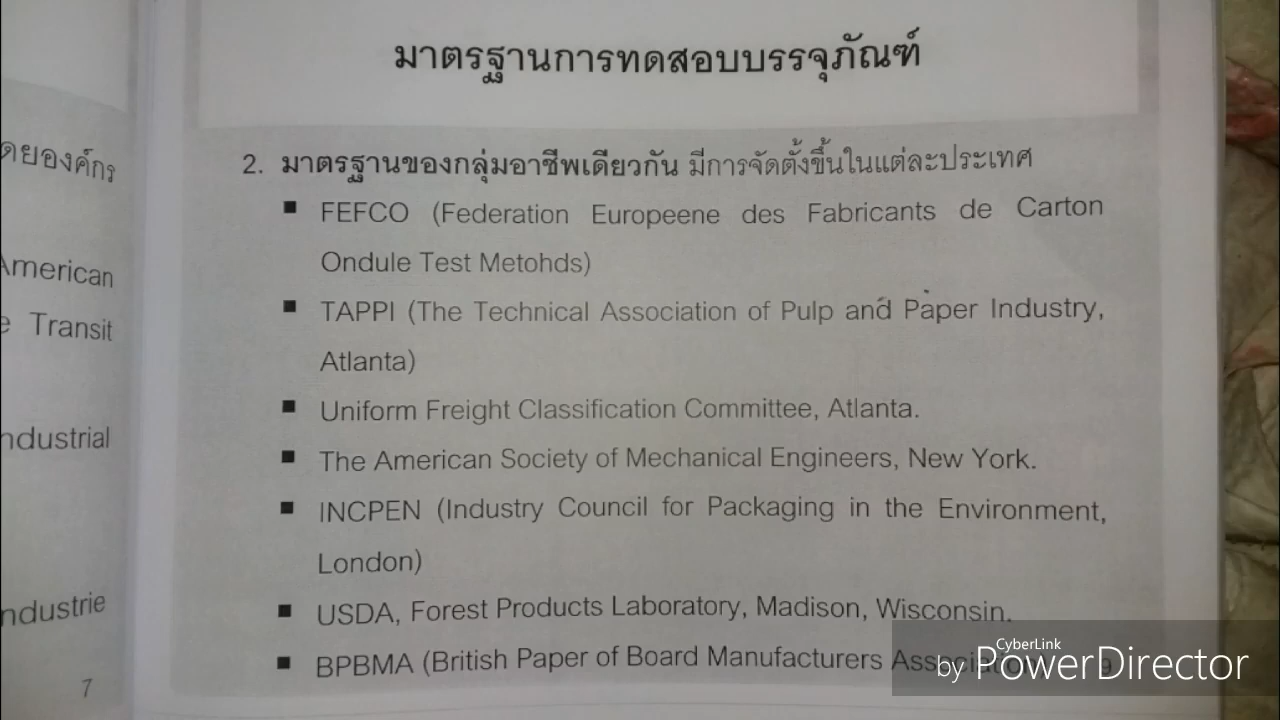 มาตรฐานการทดสอบบรรจุภัณฑ์
ดยองค์กร
American
Transit
ndustrial
ndustrie
7
2. มาตรฐานของกลุ่มอาชีพเดียวกัน มีการจัดตั้งขึ้นในแต่ละประเทศ
■ FEFCO (Federation Europeene des Fabricants de Carton
Ondule Test Metohds)
■ TAPPI (The Technical Association of Pulp and Paper Industry,
Atlanta)
■ Uniform Freight Classification Committee, Atlanta.
■ The American Society of Mechanical Engineers, New York.
■ INCPEN (Industry Council for Packaging in the Environment,
London)
■ USDA, Forest Products Laboratory, Madison, Wisconsin.
■ BPBMA (British Paper of Board Manufacturers Association)
9
CyberLink
by PowerDirector